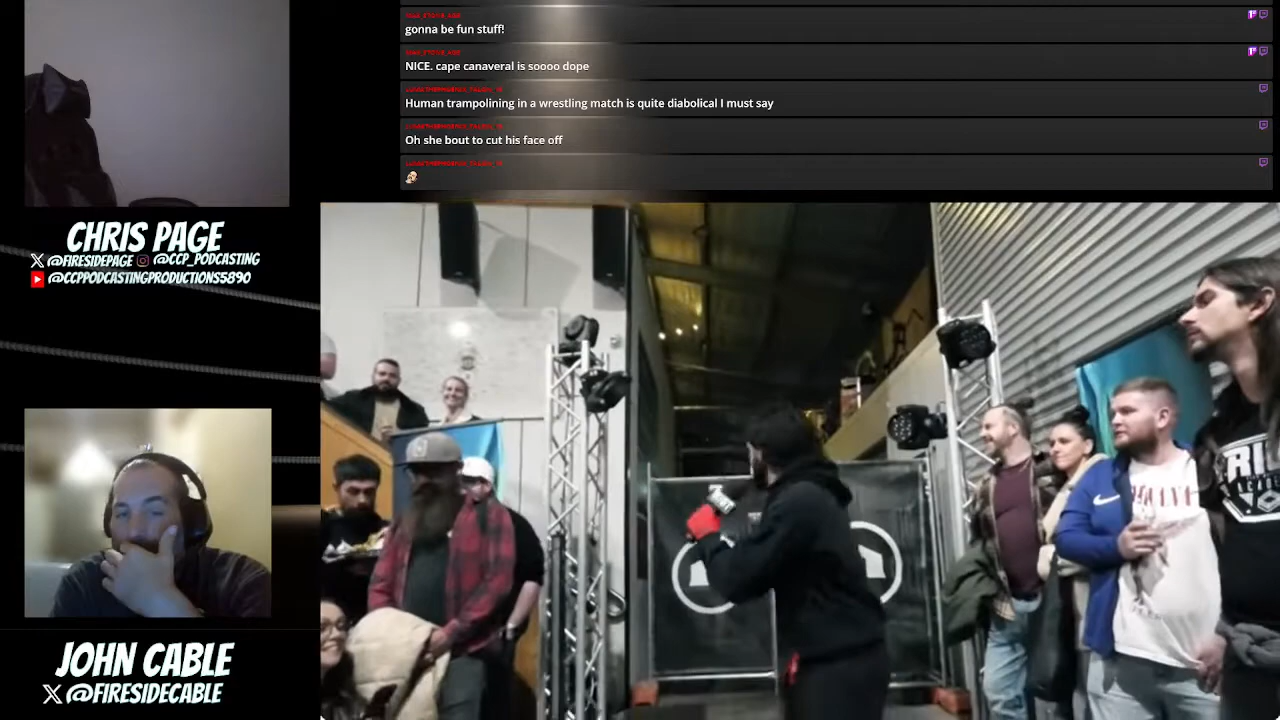 gonna be fun stuff!
NICE. cape canaveral is soooo dope
Human trampolining in a wrestling match is quite diabolical I must say
Oh she bout to cut his face off
CHRIS PAGE
@FIRESIDEPAGE @CCP_PODCASTING
@CCPPODCASTINGPRODUCTIONS5890
JOHN CABLE
X @FIRESIDECABLE